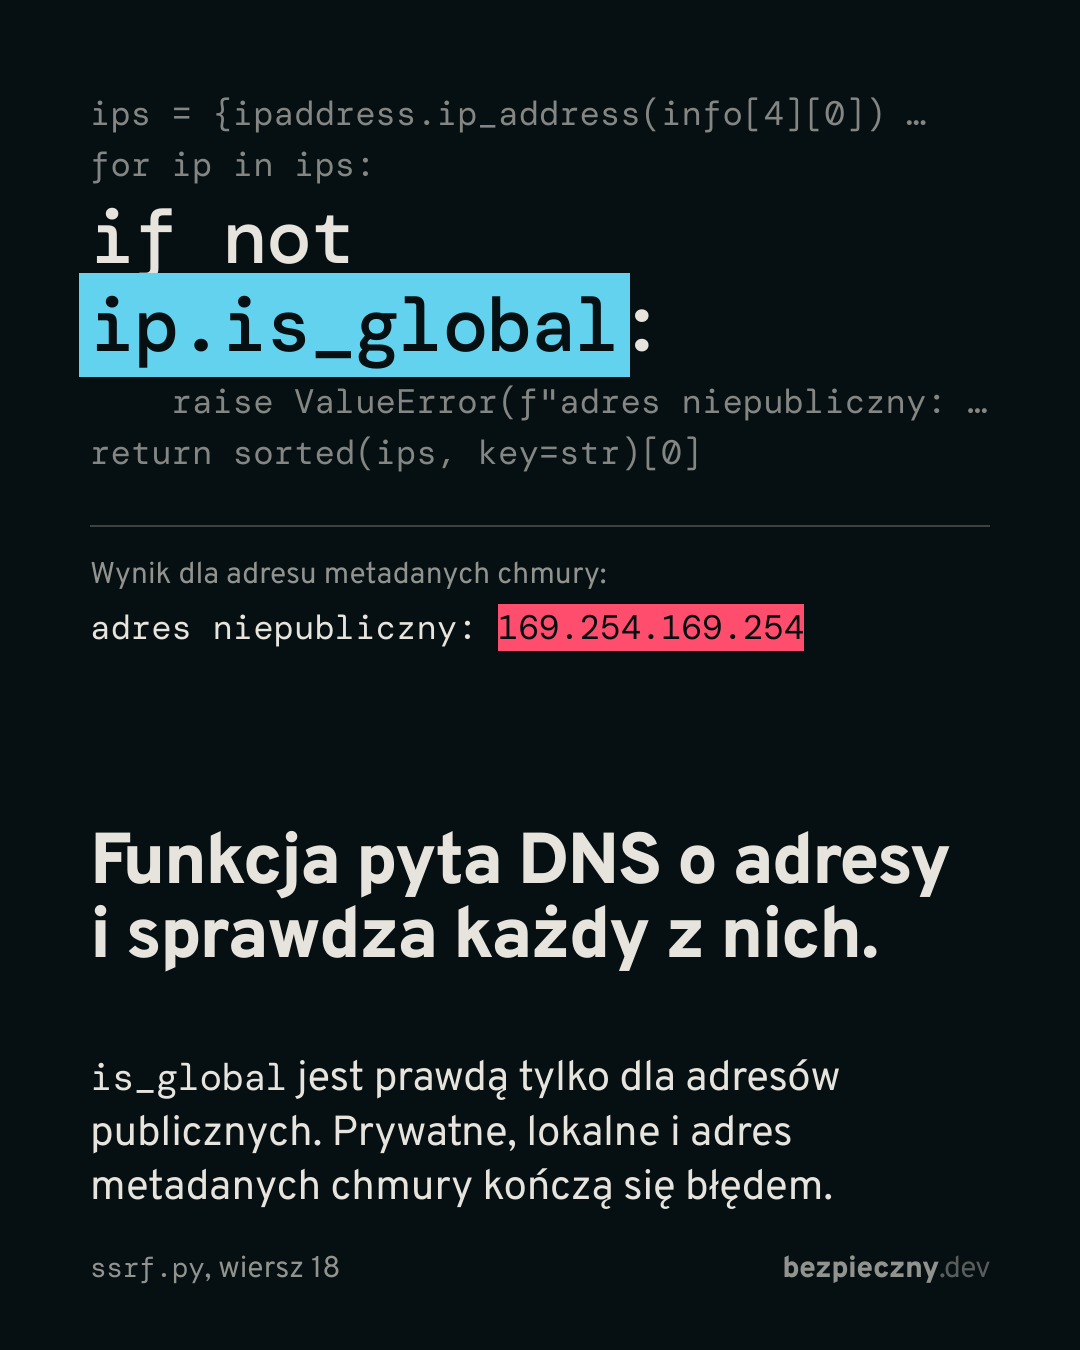 ips = {ipaddress.ip_address(info[4][0]) …
for ip in ips:
if not
ip.is_global:
raise ValueError(f"adres niepubliczny: …
return sorted(ips, key=str)[0]
Wynik dla adresu metadanych chmury:
adres niepubliczny: 169.254.169.254
Funkcja pyta DNS o adresy
i sprawdza każdy z nich.
is_global jest prawdą tylko dla adresów
publicznych. Prywatne, lokalne i adres
metadanych chmury kończą się błędem.
ssrf.py, wiersz 18
bezpieczny.dev